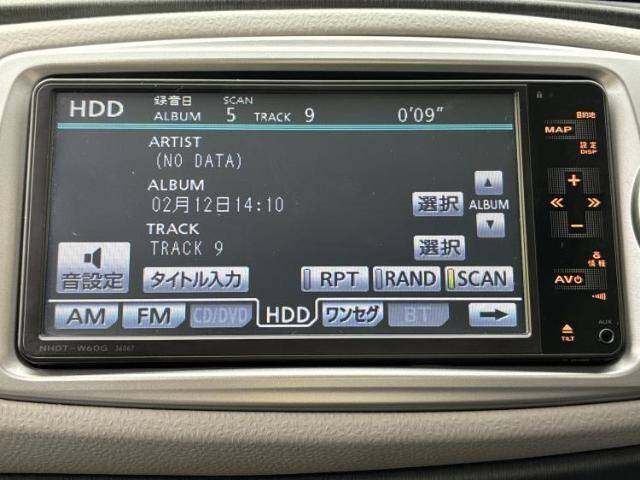 HDD 録音日 SCAN
ALBUM 5 TRACK 9 0'09"
ARTIST
(NO DATA)
ALBUM
02月12日14:10
選択 ALBUM
TRACK
TRACK 9
選択
音設定 タイトル入力 RPT RAND SCAN
AM FM CD/DVD HDD ワンセグ BT
NHDT-W60G
目的地
MAP
設定
DISP
+
-
情報
AV
TILT
AUX